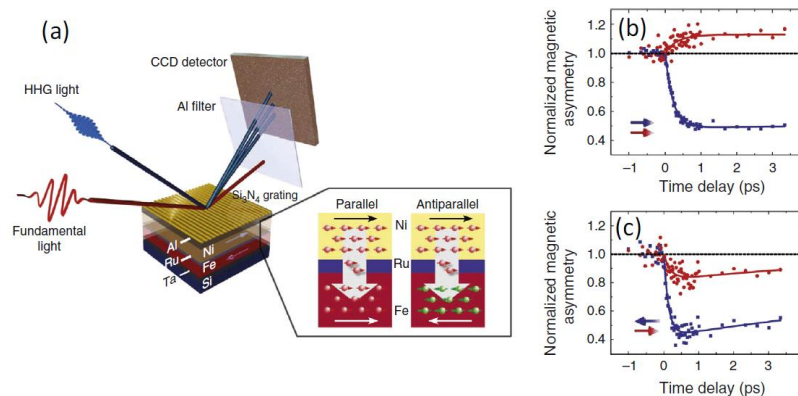 (a)
CCD detector
HHG light
Al filter
Si₃N₄ grating
Fundamental light
Al
Ni
Ru
Fe
Ta
Si
Parallel
Antiparallel
Ni
Ru
Fe
(b)
Normalized magnetic
asymmetry
1.2
1.0
0.8
0.6
0.4
−1 0 1 2 3
Time delay (ps)
(c)
Normalized magnetic
asymmetry
1.2
1.0
0.8
0.6
0.4
−1 0 1 2 3
Time delay (ps)